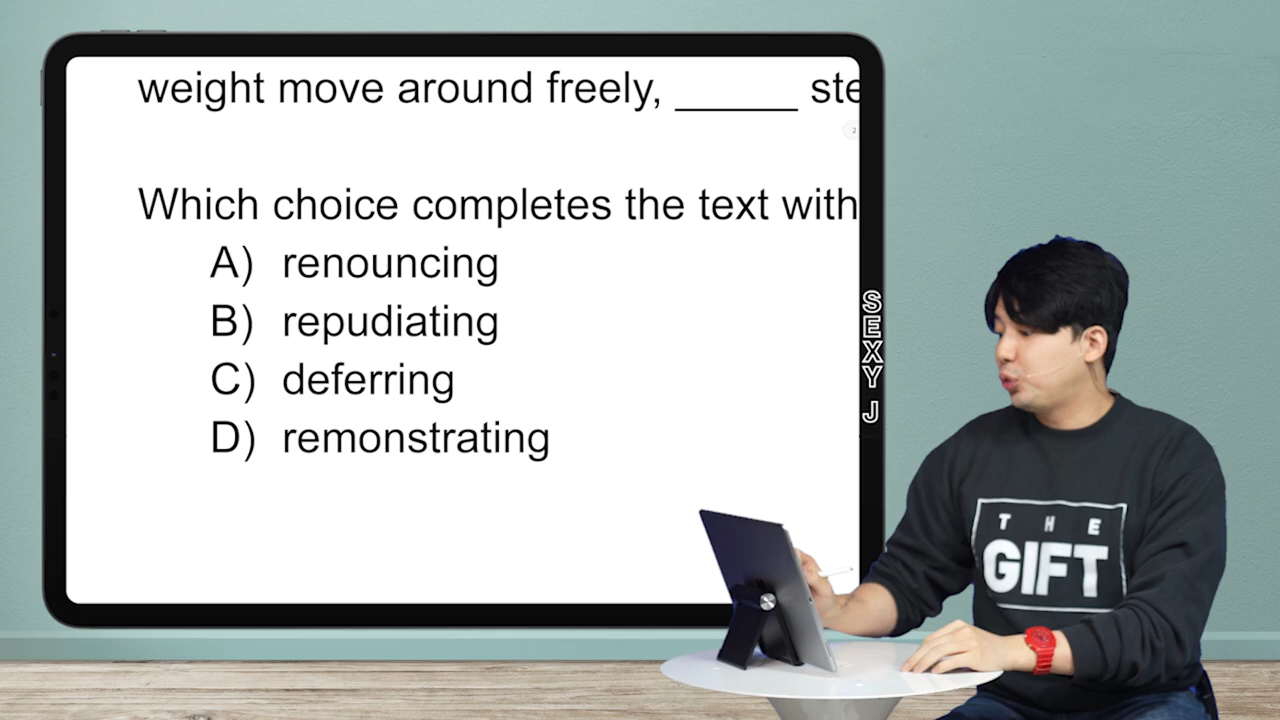 weight move around freely, ______ ste
2
Which choice completes the text with
A) renouncing
B) repudiating
C) deferring
D) remonstrating
SEXY J
THE
GIFT